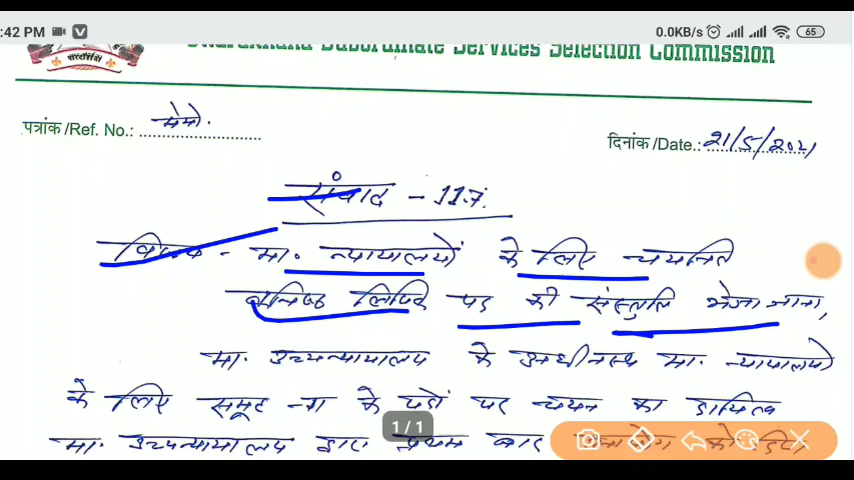 :42 PM 0.0KB/s 65
Uttarakhand Subordinate Services Selection Commission
पत्रांक /Ref. No.: मेमो.
दिनांक /Date.: 21/5/2021
संवाद - 117.
विषय - मा. न्यायालयों के लिए चयनित
कनिष्ठ लिपिक पद की संस्तुति भेजा जाना,
मा. उच्चन्यायालय के अधीनस्थ मा. न्यायालयो
के लिए समूह -ग के पदों पर चयन का दायित्व
मा. उच्चन्यायालय द्वारा प्रथम बार आयोग को दिया
1 / 1